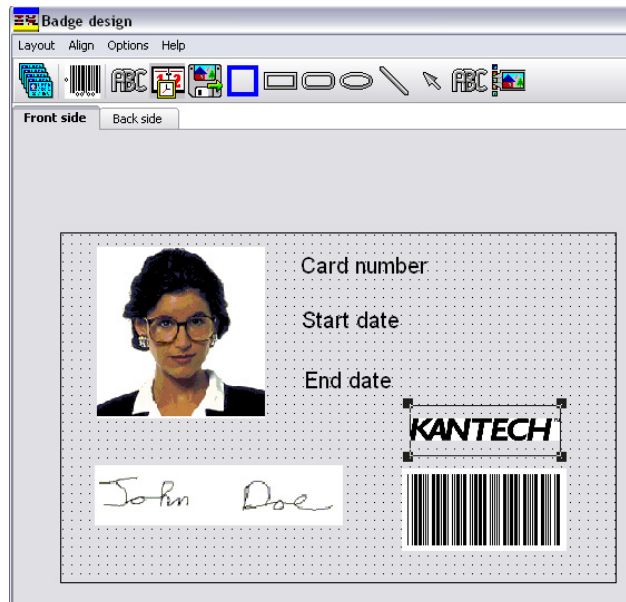 Badge design
Layout Align Options Help
ABC ABC
Front side Back side
Card number
Start date
End date
KANTECH™
John Doe